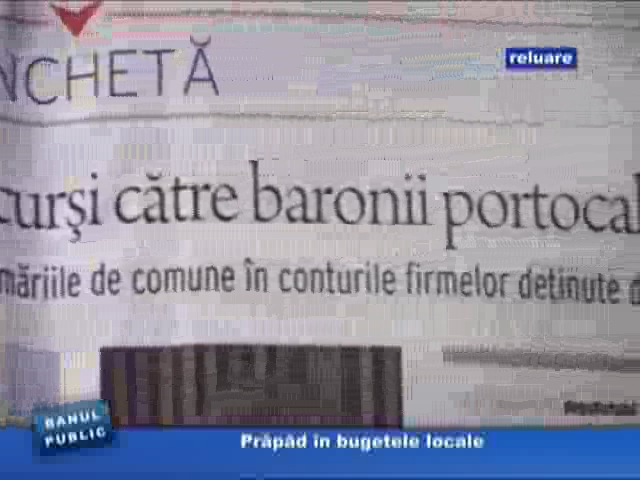 NCHETĂ
reluare
curşi către baronii portocal
măriile de comune în conturile firmelor deţinute d
BANUL
PUBLIC
Prăpăd în bugetele locale